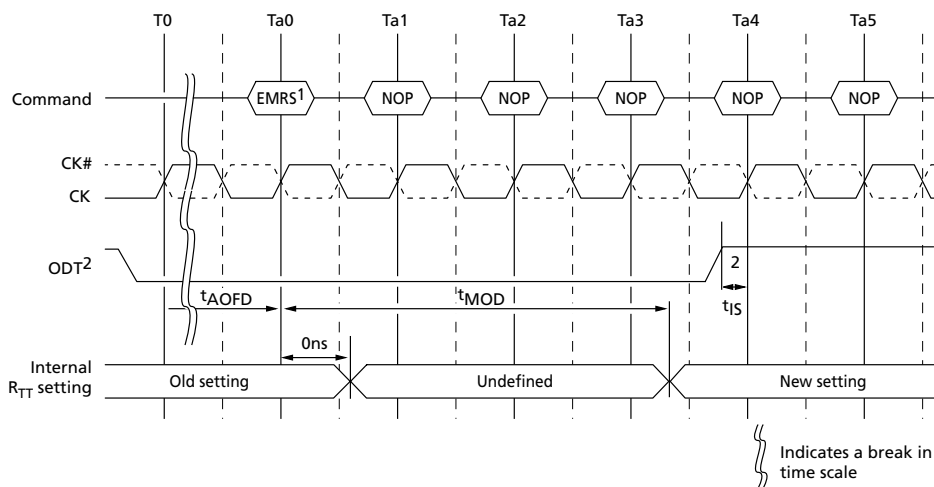 T0 Ta0 Ta1 Ta2 Ta3 Ta4 Ta5
Command EMRS1 NOP NOP NOP NOP NOP
CK#
CK
ODT2 2
tAOFD tMOD tIS
0ns
Internal
RTT setting Old setting Undefined New setting
Indicates a break in
time scale